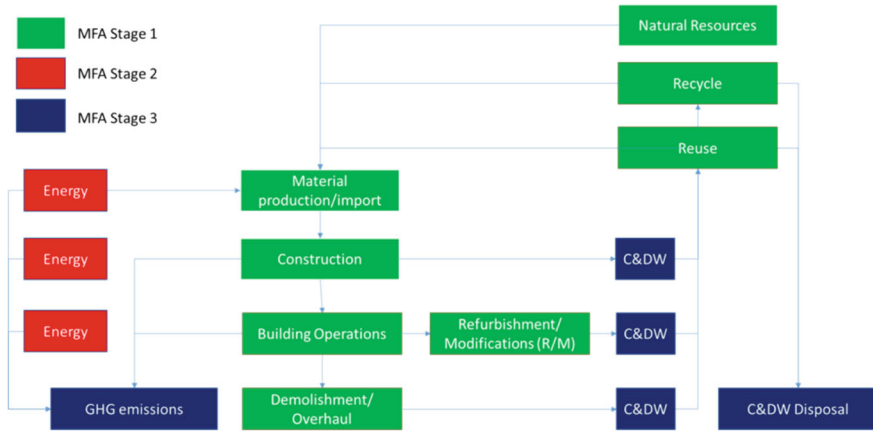 MFA Stage 1
MFA Stage 2
MFA Stage 3
Natural Resources
Recycle
Reuse
Energy
Material
production/import
Energy
Construction
C&DW
Energy
Building Operations
Refurbishment/
Modifications (R/M)
C&DW
GHG emissions
Demolishment/
Overhaul
C&DW
C&DW Disposal